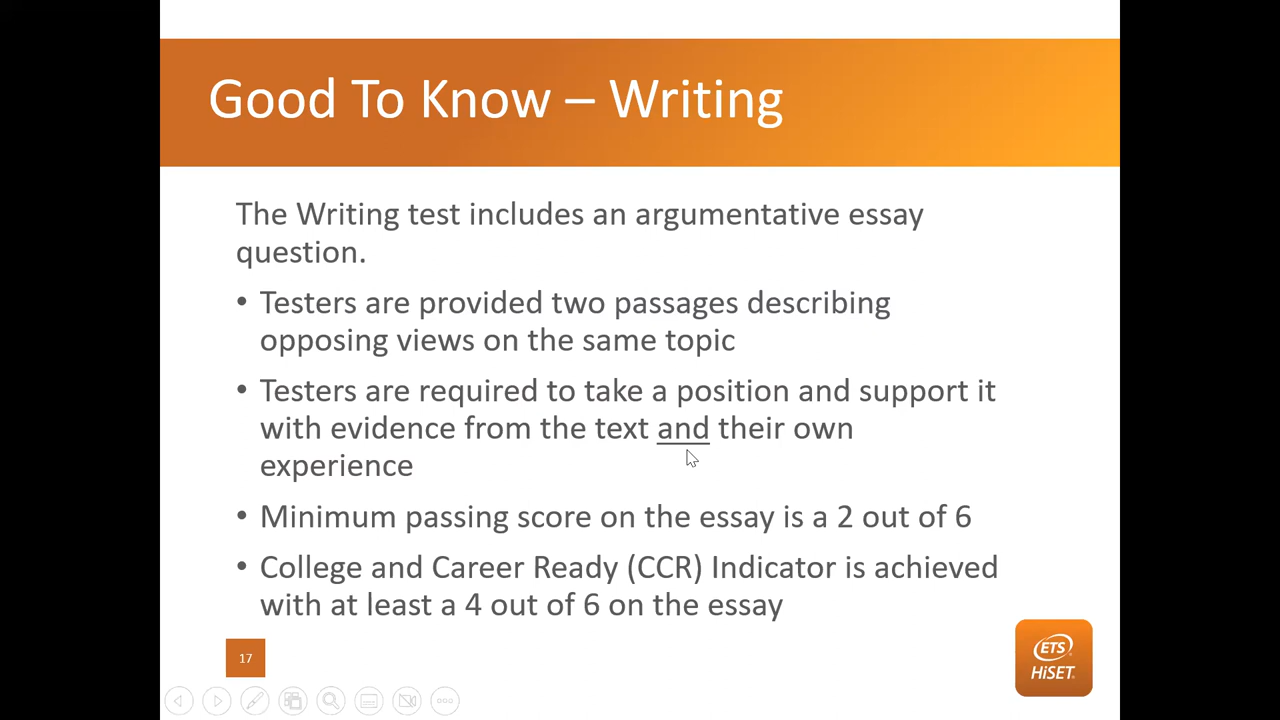 Good To Know – Writing
The Writing test includes an argumentative essay
question.
• Testers are provided two passages describing
opposing views on the same topic
• Testers are required to take a position and support it
with evidence from the text and their own
experience
• Minimum passing score on the essay is a 2 out of 6
• College and Career Ready (CCR) Indicator is achieved
with at least a 4 out of 6 on the essay
17
ETS
HiSET